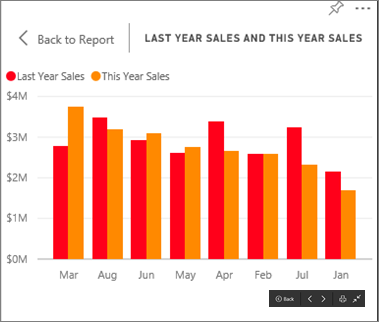 Back to Report
LAST YEAR SALES AND THIS YEAR SALES
Last Year Sales This Year Sales
$4M
$3M
$2M
$1M
$0M
Mar Aug Jun May Apr Feb Jul Jan
Back